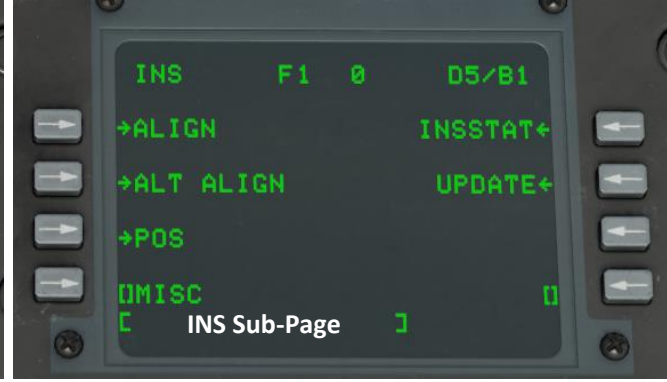 INS F1 0 D5/B1
→ALIGN INSSTAT←
→ALT ALIGN UPDATE←
→POS
[]MISC []
[ INS Sub-Page ]